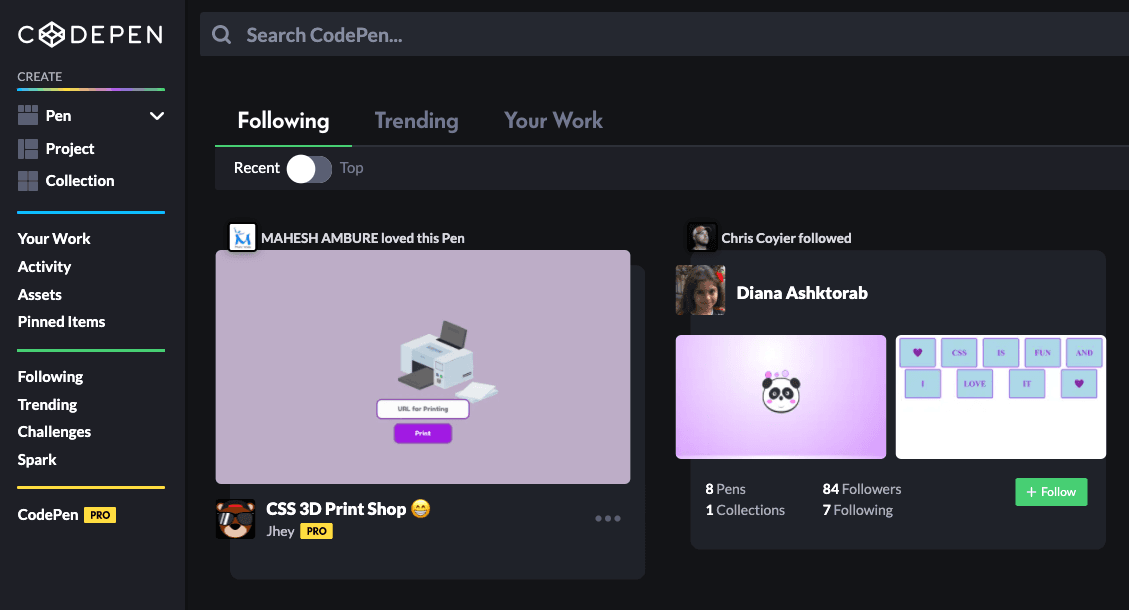 CODEPEN
Search CodePen...
CREATE
Pen
Project
Collection
Your Work
Activity
Assets
Pinned Items
Following
Trending
Challenges
Spark
CodePen PRO
Following Trending Your Work
Recent Top
MAHESH AMBURE loved this Pen
URL for Printing
Print
CSS 3D Print Shop 😁
Jhey PRO
Chris Coyier followed
Diana Ashktorab
CSS IS FUN AND
I LOVE IT
8 Pens 84 Followers
1 Collections 7 Following
+ Follow